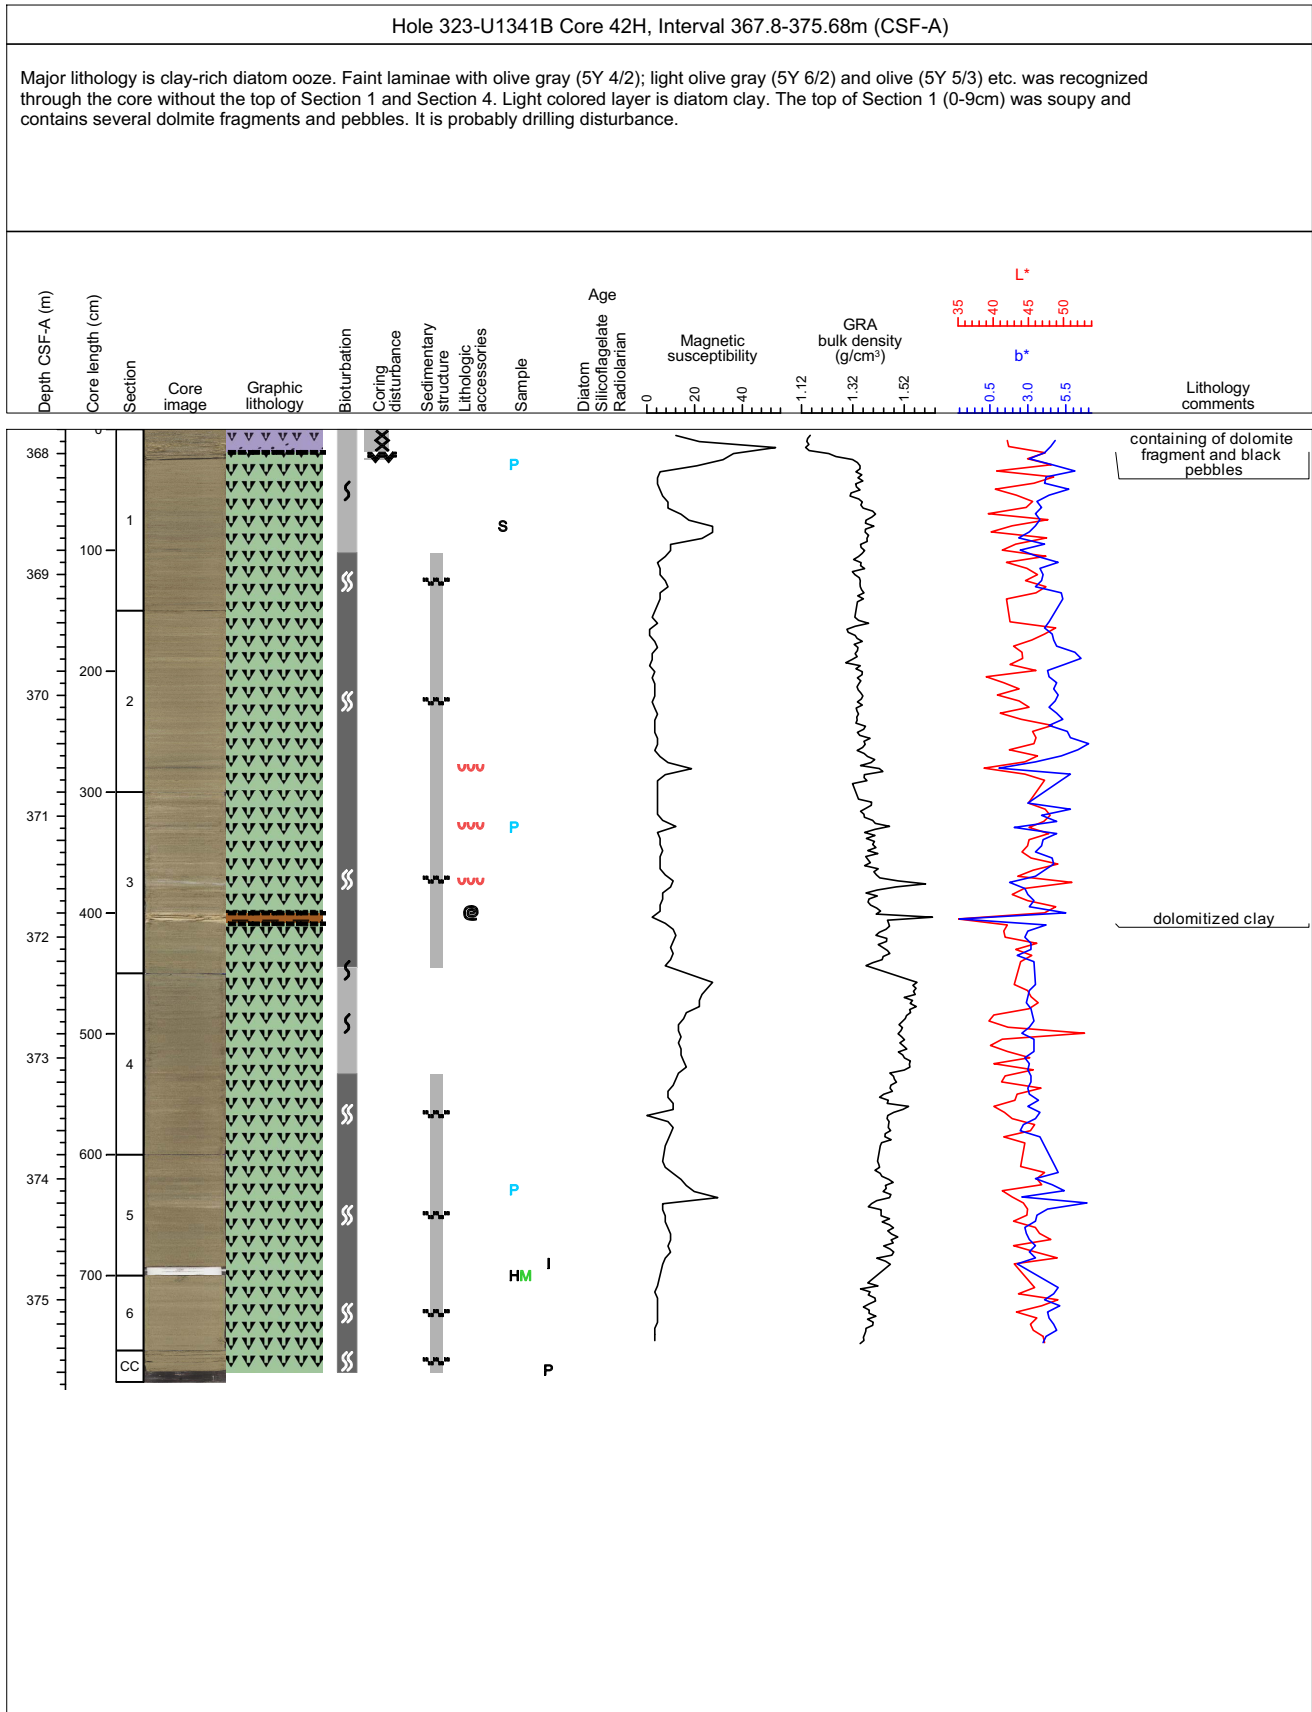 Hole 323-U1341B Core 42H, Interval 367.8-375.68m (CSF-A)
Major lithology is clay-rich diatom ooze. Faint laminae with olive gray (5Y 4/2); light olive gray (5Y 6/2) and olive (5Y 5/3) etc. was recognized
through the core without the top of Section 1 and Section 4. Light colored layer is diatom clay. The top of Section 1 (0-9cm) was soupy and
contains several dolmite fragments and pebbles. It is probably drilling disturbance.
Depth CSF-A (m)
Core length (cm)
Section
Core
image
Graphic
lithology
Bioturbation
Coring
disturbance
Sedimentary
structure
Lithologic
accessories
Sample
Age
Diatom
Silicoflagelate
Radiolarian
Magnetic
susceptibility
0 20 40
GRA
bulk density
(g/cm³)
1.12 1.32 1.52
L*
35 40 45 50
b*
0.5 3.0 5.5
Lithology
comments
0
containing of dolomite
fragment and black
pebbles
368
P
1
S
100
369
200
370
2
300
371
P
3
400
dolomitized clay
372
500
373
4
600
374
P
5
I
700
H M
375
6
CC
P